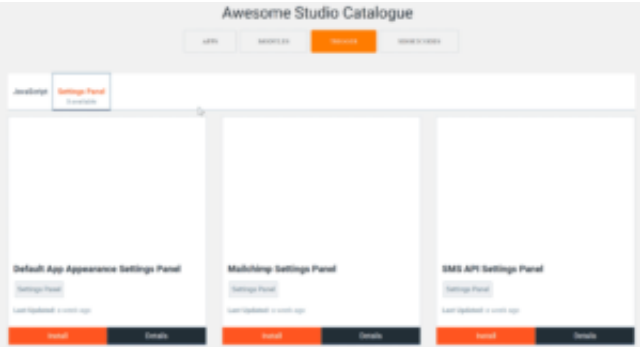 Awesome Studio Catalogue
APPS
JavaScript Settings Panel
3 available
Default App Appearance Settings Panel Mailchimp Settings Panel SMS API Settings Panel
Settings Panel Settings Panel Settings Panel
Last Updated: a week ago Last Updated: a week ago Last Updated: a week ago
Install Details Install Details Install Details